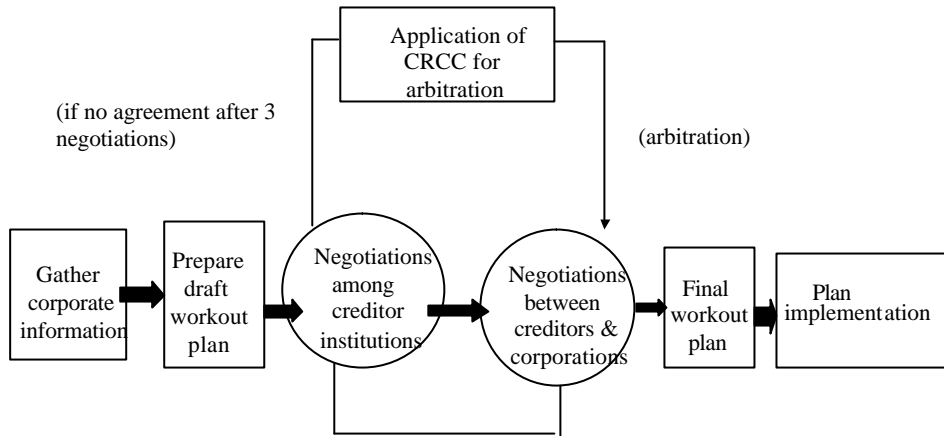 Application of
CRCC for
arbitration
(if no agreement after 3
negotiations)
(arbitration)
Gather
corporate
information
Prepare
draft
workout
plan
Negotiations
among
creditor
institutions
Negotiations
between
creditors &
corporations
Final
workout
plan
Plan
implementation